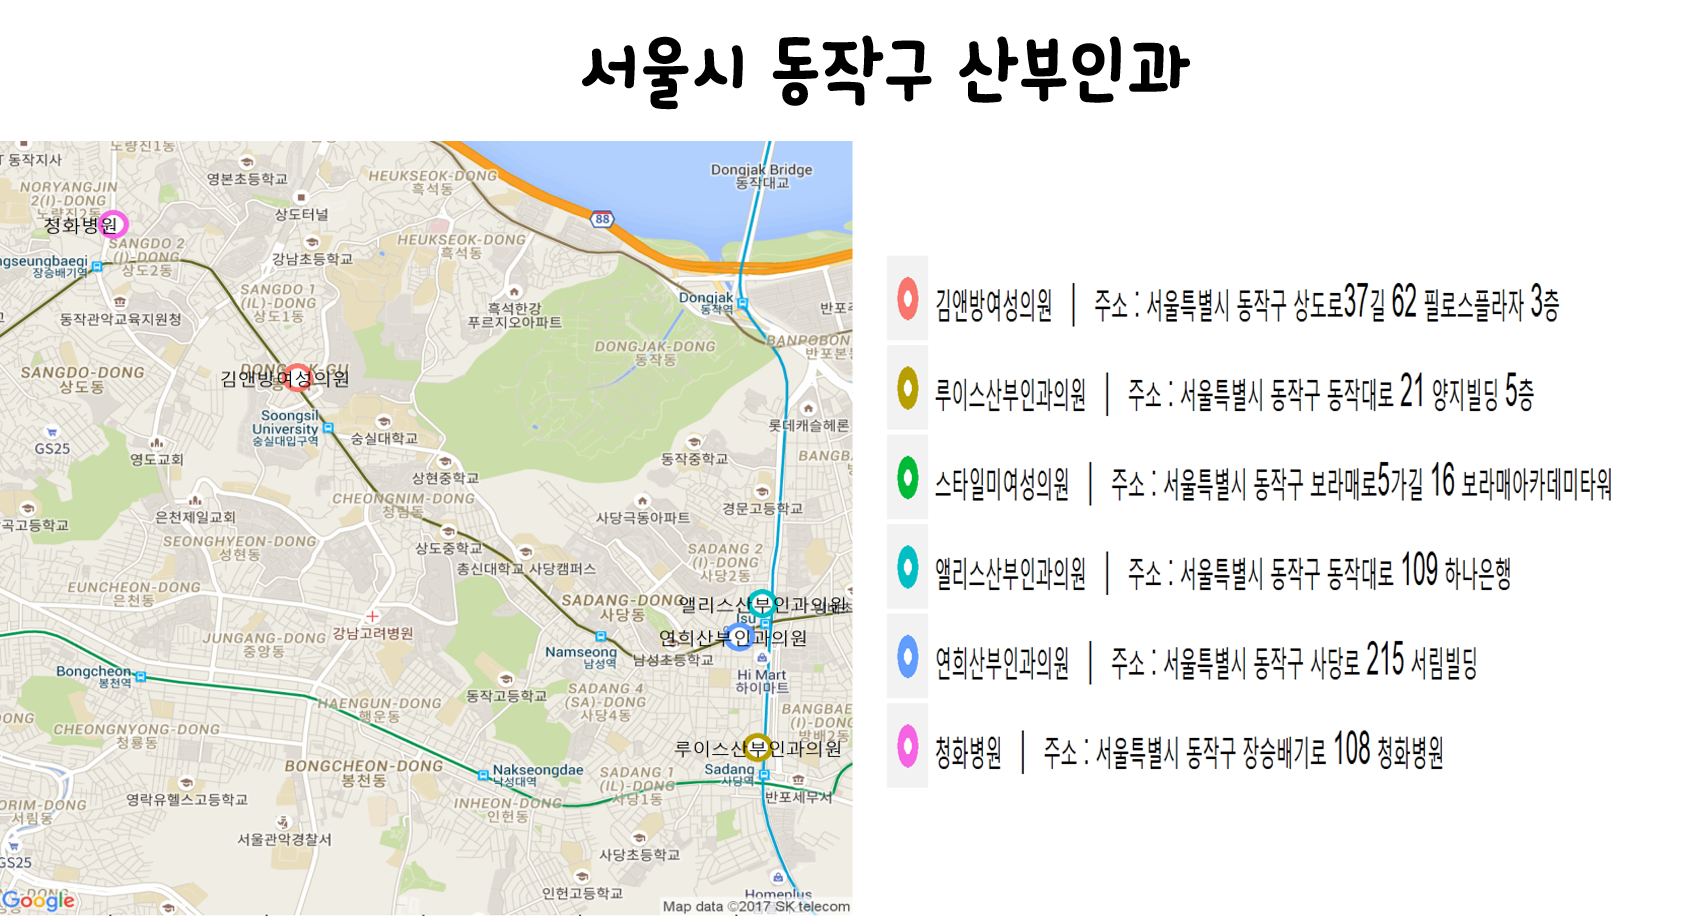 서울시 동작구 산부인과
동작지사
노량진1동
영본초등학교
NORYANGJIN
2(I)-DONG
노량진2동
청화병원
상도터널
HEUKSEOK-DONG
흑석동
Dongjak Bridge
동작대교
88
SANGDO 2
(I)-DONG
상도2동
강남초등학교
HEUKSEOK-DONG
흑석동
ngseungbaegi
장승배기역
SANGDO 1
(IL)-DONG
상도1동
동작관악교육지원청
흑석한강
푸르지오아파트
Dongjak
동작역
반포
BANPOBON
반포본
DONGJAK-DONG
동작동
SANGDO-DONG
상도동
김앤방여성의원
Soongsil
University
숭실대입구역
숭실대학교
롯데캐슬헤론
GS25
영도교회
상현중학교
동작중학교
BANGB
CHEONGNIM-DONG
청림동
은천제일교회
사당극동아파트
경문고등학교
곡고등학교
SEONGHYEON-DONG
성현동
상도중학교
총신대학교 사당캠퍼스
SADANG 2
(I)-DONG
사당2동
EUNCHEON-DONG
은천동
SADANG-DONG
사당동
앨리스산부인과의원
Isu
강남고려병원
연희산부인과의원
JUNGANG-DONG
중앙동
Namseong
남성역
남성초등학교
Hi Mart
하이마트
Bongcheon
봉천역
동작고등학교
SADANG 4
(SA)-DONG
사당4동
HAENGUN-DONG
행운동
BANGBAE
(I)-DONG
방배2동
CHEONGNYONG-DONG
청룡동
루이스산부인과의원
BONGCHEON-DONG
봉천동
Nakseongdae
낙성대역
Sadang
사당역
SADANG 1
(IL)-DONG
사당1동
반포세무서
영락유헬스고등학교
INHEON-DONG
인헌동
ORIM-DONG
서림동
서울관악경찰서
사당초등학교
GS25
인헌고등학교
Homeplus
Google
Map data ©2017 SK telecom
김앤방여성의원 | 주소 : 서울특별시 동작구 상도로37길 62 필로스플라자 3층
루이스산부인과의원 | 주소 : 서울특별시 동작구 동작대로 21 양지빌딩 5층
스타일미여성의원 | 주소 : 서울특별시 동작구 보라매로5가길 16 보라매아카데미타워
앨리스산부인과의원 | 주소 : 서울특별시 동작구 동작대로 109 하나은행
연희산부인과의원 | 주소 : 서울특별시 동작구 사당로 215 서림빌딩
청화병원 | 주소 : 서울특별시 동작구 장승배기로 108 청화병원